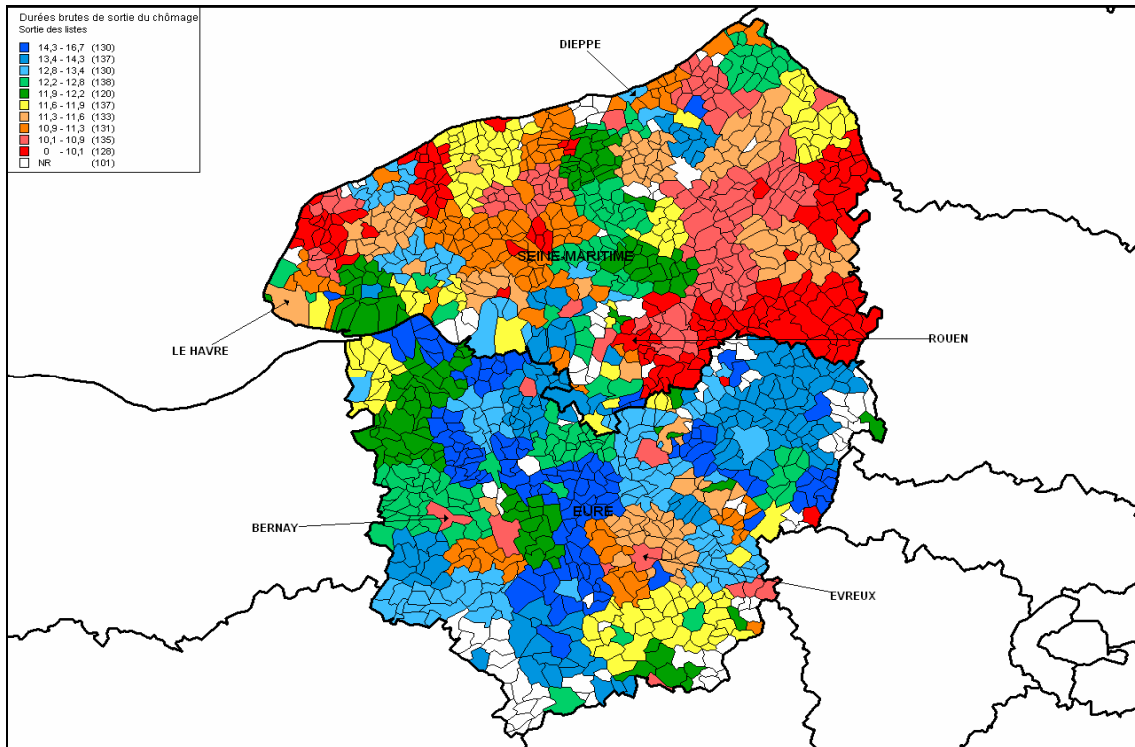 Durées brutes de sortie du chômage
Sortie des listes
14,3 - 16,7 (130)
13,4 - 14,3 (137)
12,8 - 13,4 (130)
12,2 - 12,8 (138)
11,9 - 12,2 (120)
11,6 - 11,9 (137)
11,3 - 11,6 (133)
10,9 - 11,3 (131)
10,1 - 10,9 (135)
0 - 10,1 (128)
NR (101)
DIEPPE
SEINE-MARITIME
LE HAVRE
ROUEN
BERNAY
EURE
EVREUX